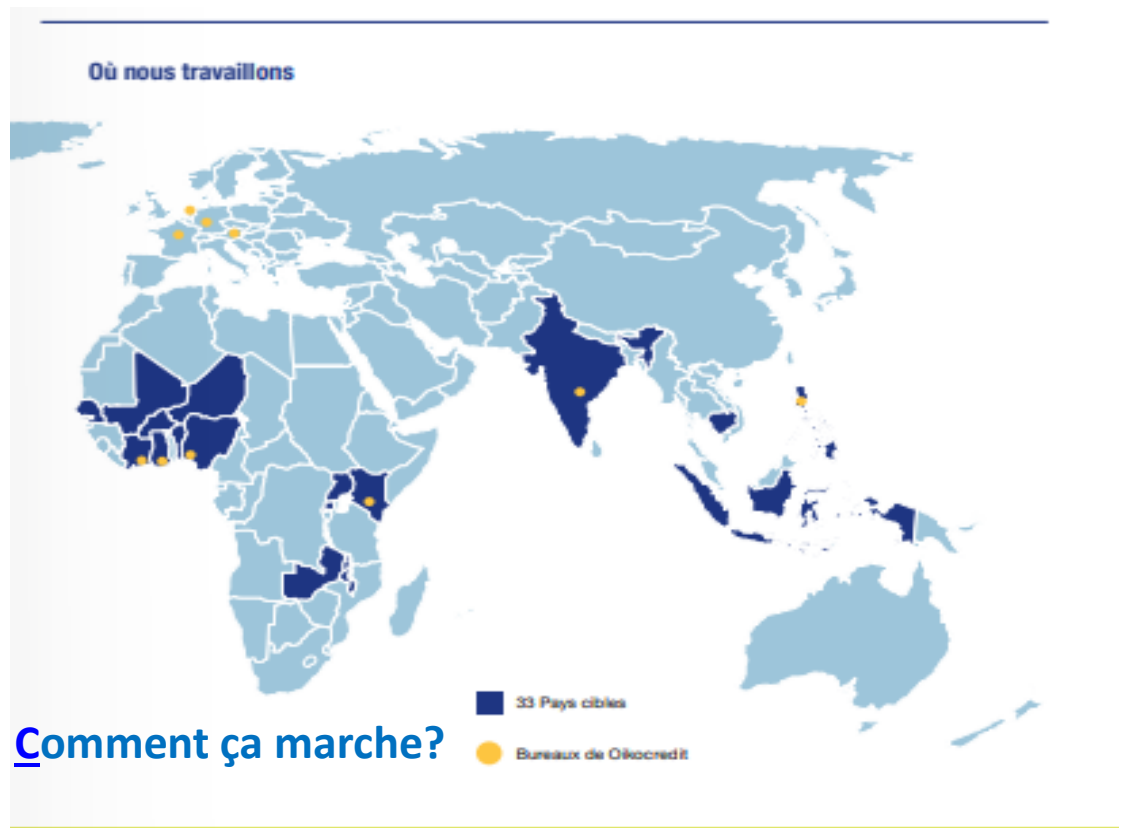 Où nous travaillons
33 Pays cibles
Comment ça marche?
Bureaux de Oikocredit